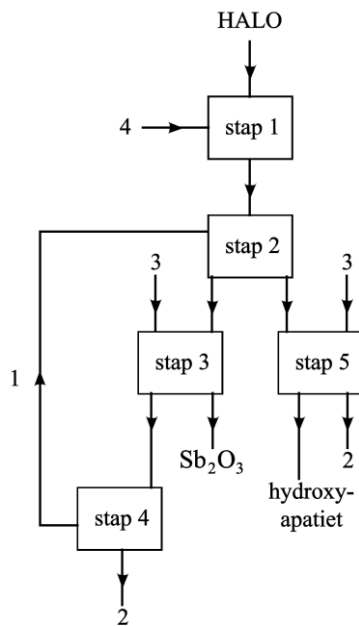 HALO
4
stap 1
stap 2
3
3
1
stap 3
stap 5
Sb₂O₃
2
hydroxy-
apatiet
stap 4
2